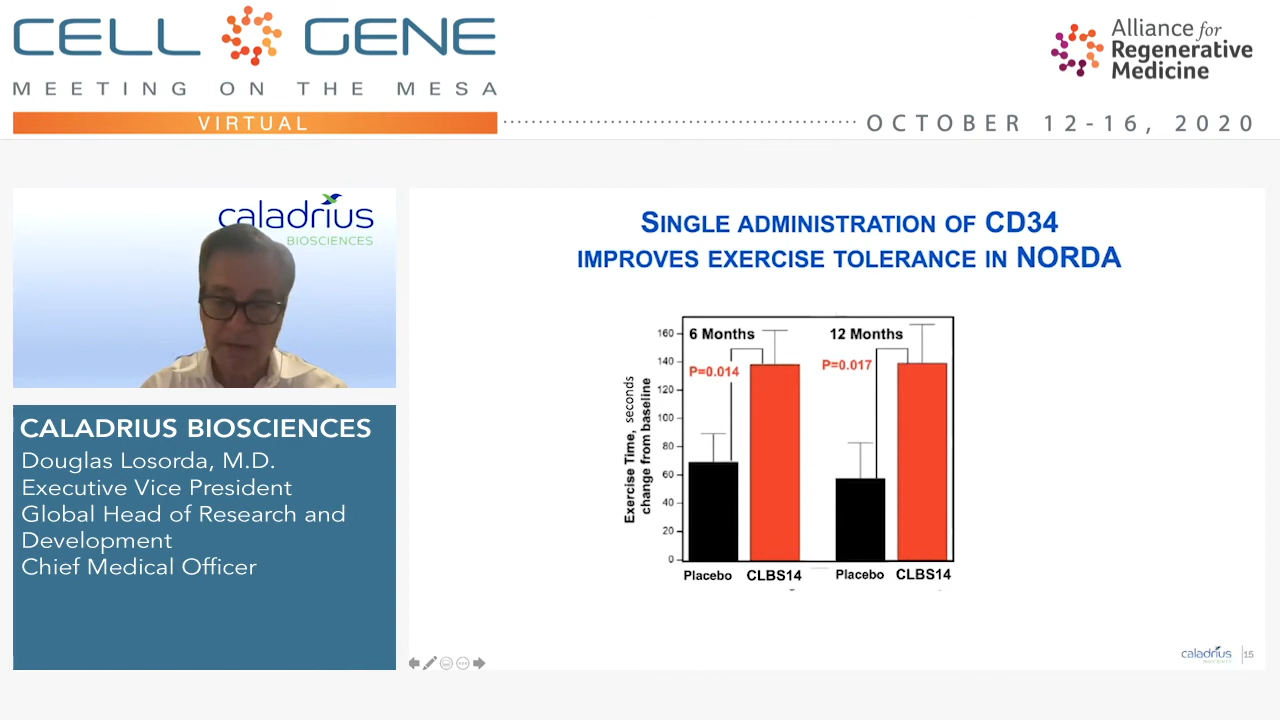 CELL GENE
MEETING ON THE MESA
VIRTUAL
OCTOBER 12-16, 2020
Alliance for
Regenerative
Medicine
caladrius
BIOSCIENCES
CALADRIUS BIOSCIENCES
Douglas Losorda, M.D.
Executive Vice President
Global Head of Research and
Development
Chief Medical Officer
SINGLE ADMINISTRATION OF CD34
IMPROVES EXERCISE TOLERANCE IN NORDA
Exercise Time, seconds
change from baseline
160
140
120
100
80
60
40
20
0
6 Months
P=0.014
12 Months
P=0.017
Placebo
CLBS14
Placebo
CLBS14
caladrius
15